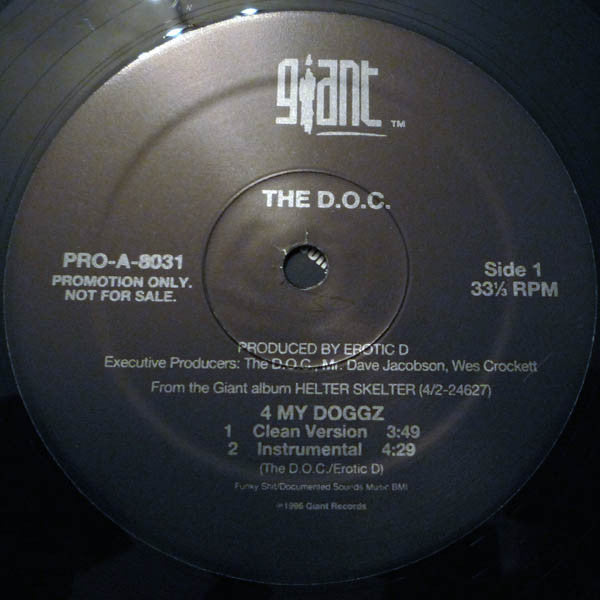 giant ™
THE D.O.C.
PRO-A-8031
PROMOTION ONLY.
NOT FOR SALE.
Side 1
33⅓ RPM
PRODUCED BY EROTIC D
Executive Producers: The D.O.C., Mr. Dave Jacobson, Wes Crockett
From the Giant album HELTER SKELTER (4/2-24627)
4 MY DOGGZ
1 Clean Version 3:49
2 Instrumental 4:29
(The D.O.C./Erotic D)
Funky Shit/Documented Sounds Music BMI
℗1996 Giant Records